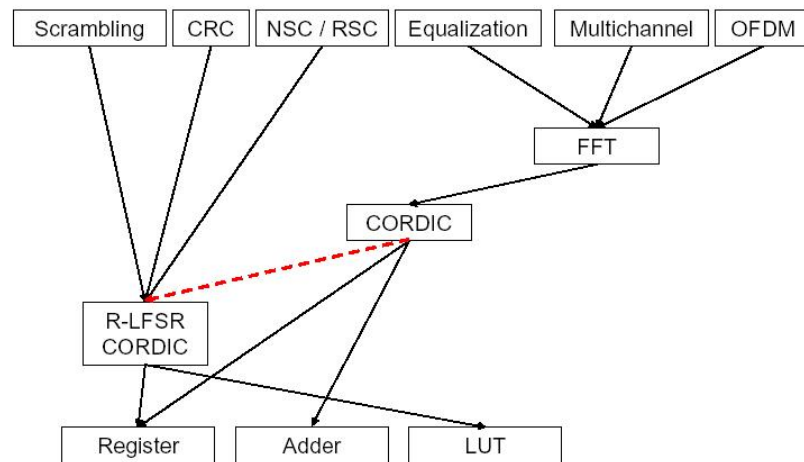 Scrambling
CRC
NSC / RSC
Equalization
Multichannel
OFDM
FFT
CORDIC
R-LFSR
CORDIC
Register
Adder
LUT